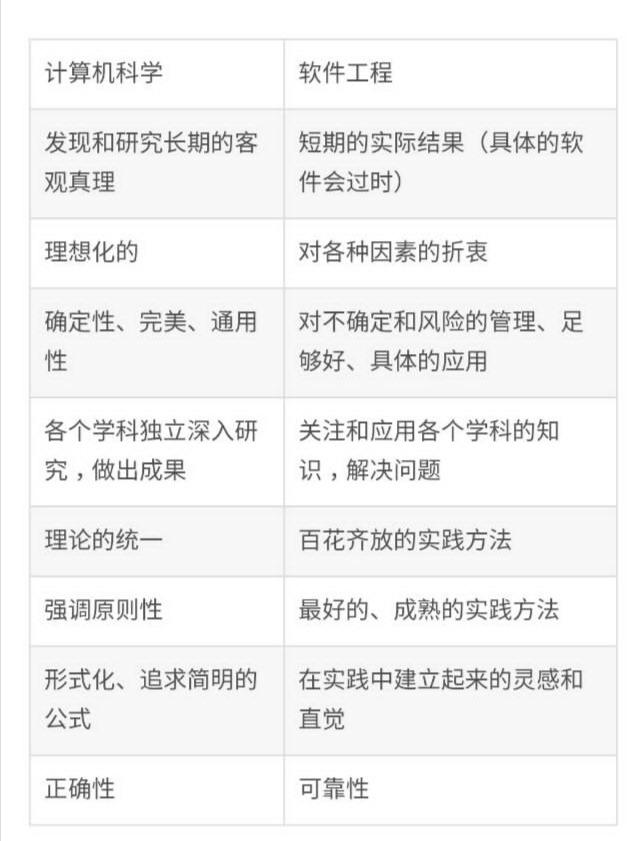 计算机科学
软件工程
发现和研究长期的客
观真理
短期的实际结果（具体的软
件会过时）
理想化的
对各种因素的折衷
确定性、完美、通用
性
对不确定和风险的管理、足
够好、具体的应用
各个学科独立深入研
究，做出成果
关注和应用各个学科的知
识，解决问题
理论的统一
百花齐放的实践方法
强调原则性
最好的、成熟的实践方法
形式化、追求简明的
公式
在实践中建立起来的灵感和
直觉
正确性
可靠性